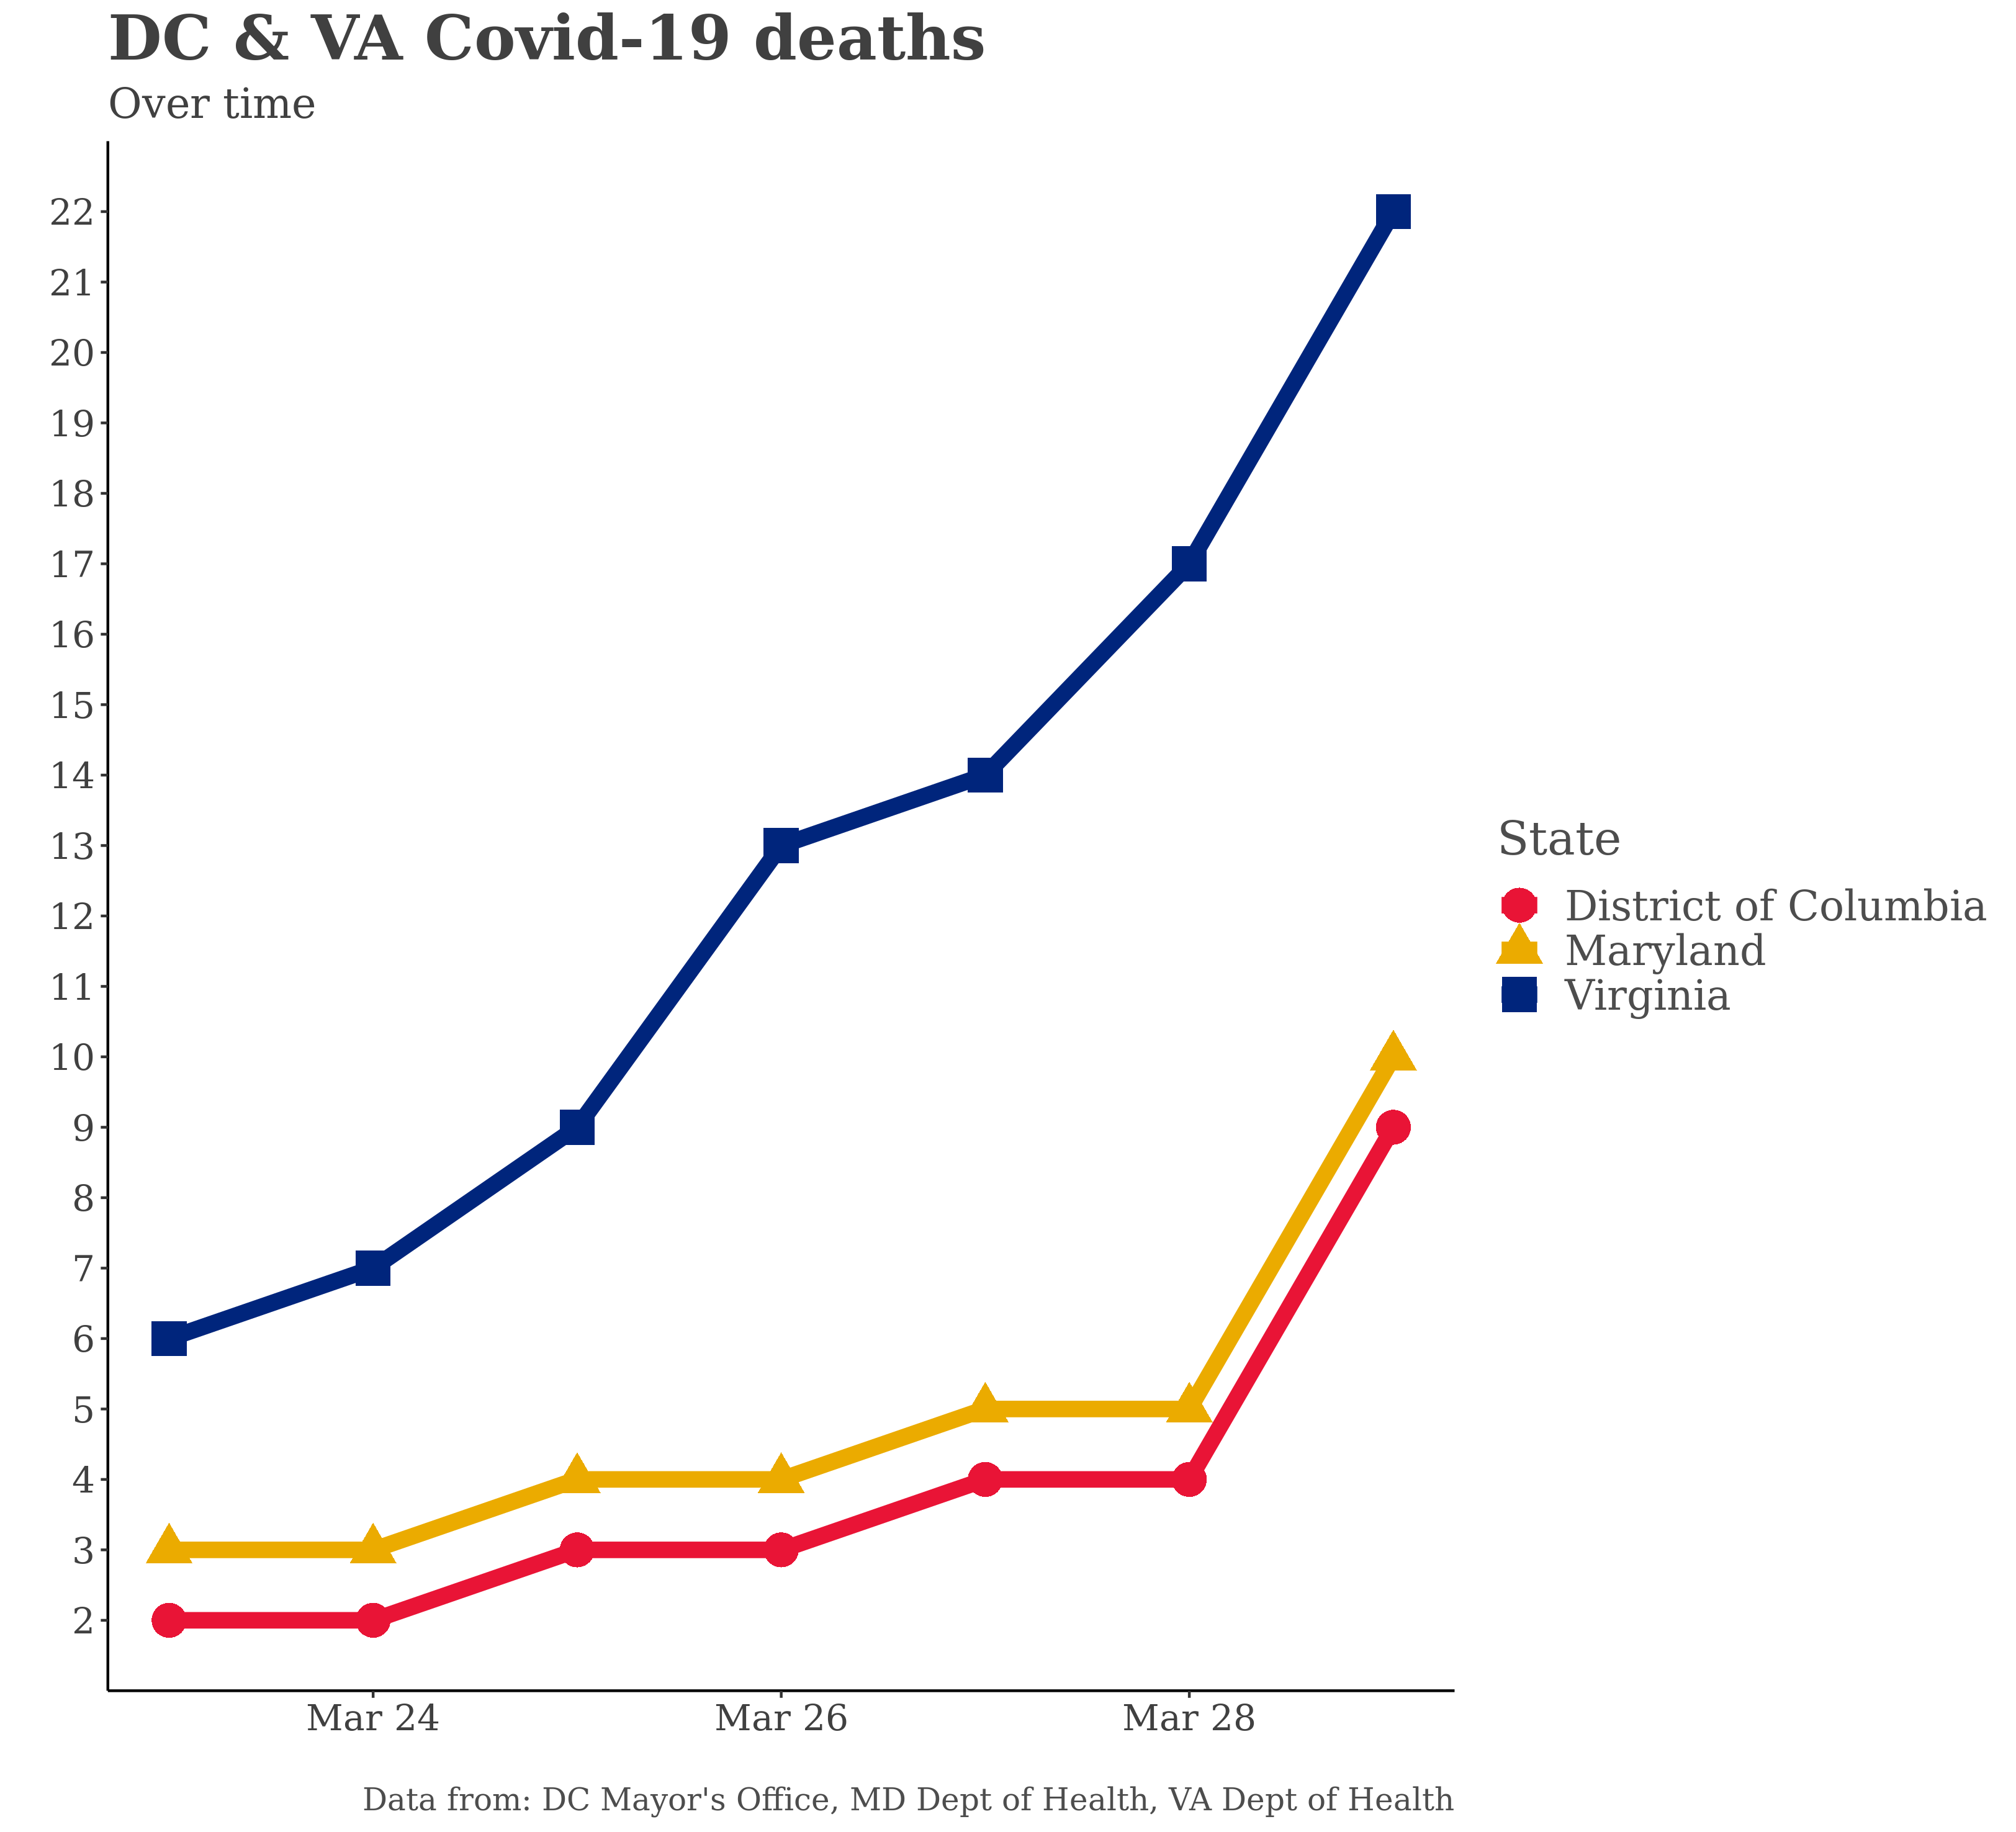 DC & VA Covid-19 deaths
Over time
22
21
20
19
18
17
16
15
14
13
12
11
10
9
8
7
6
5
4
3
2
Mar 24
Mar 26
Mar 28
State
District of Columbia
Maryland
Virginia
Data from: DC Mayor's Office, MD Dept of Health, VA Dept of Health